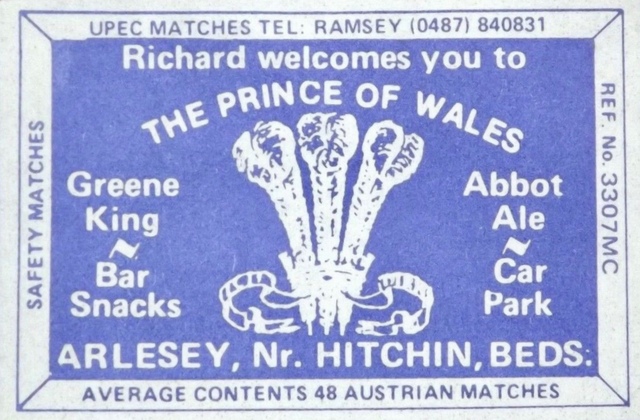 UPEC MATCHES TEL: RAMSEY (0487) 840831
Richard welcomes you to
THE PRINCE OF WALES
Greene
King
~
Bar
Snacks
Abbot
Ale
~
Car
Park
ARLESEY, Nr. HITCHIN, BEDS.
AVERAGE CONTENTS 48 AUSTRIAN MATCHES
SAFETY MATCHES
REF. No. 3307MC